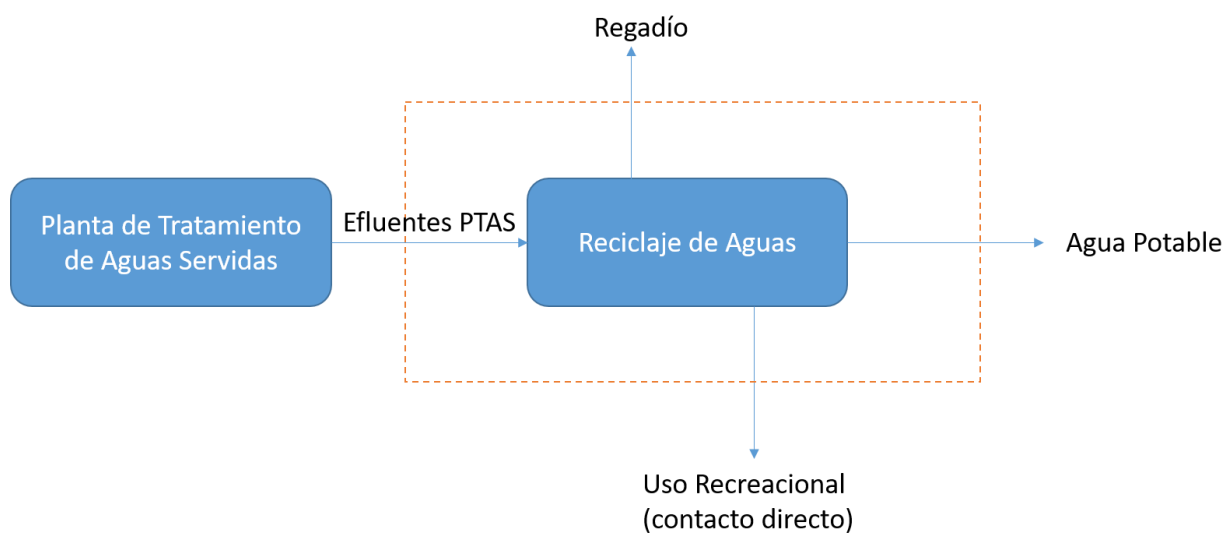 Regadío
Planta de Tratamiento
de Aguas Servidas
Efluentes PTAS
Reciclaje de Aguas
Agua Potable
Uso Recreacional
(contacto directo)